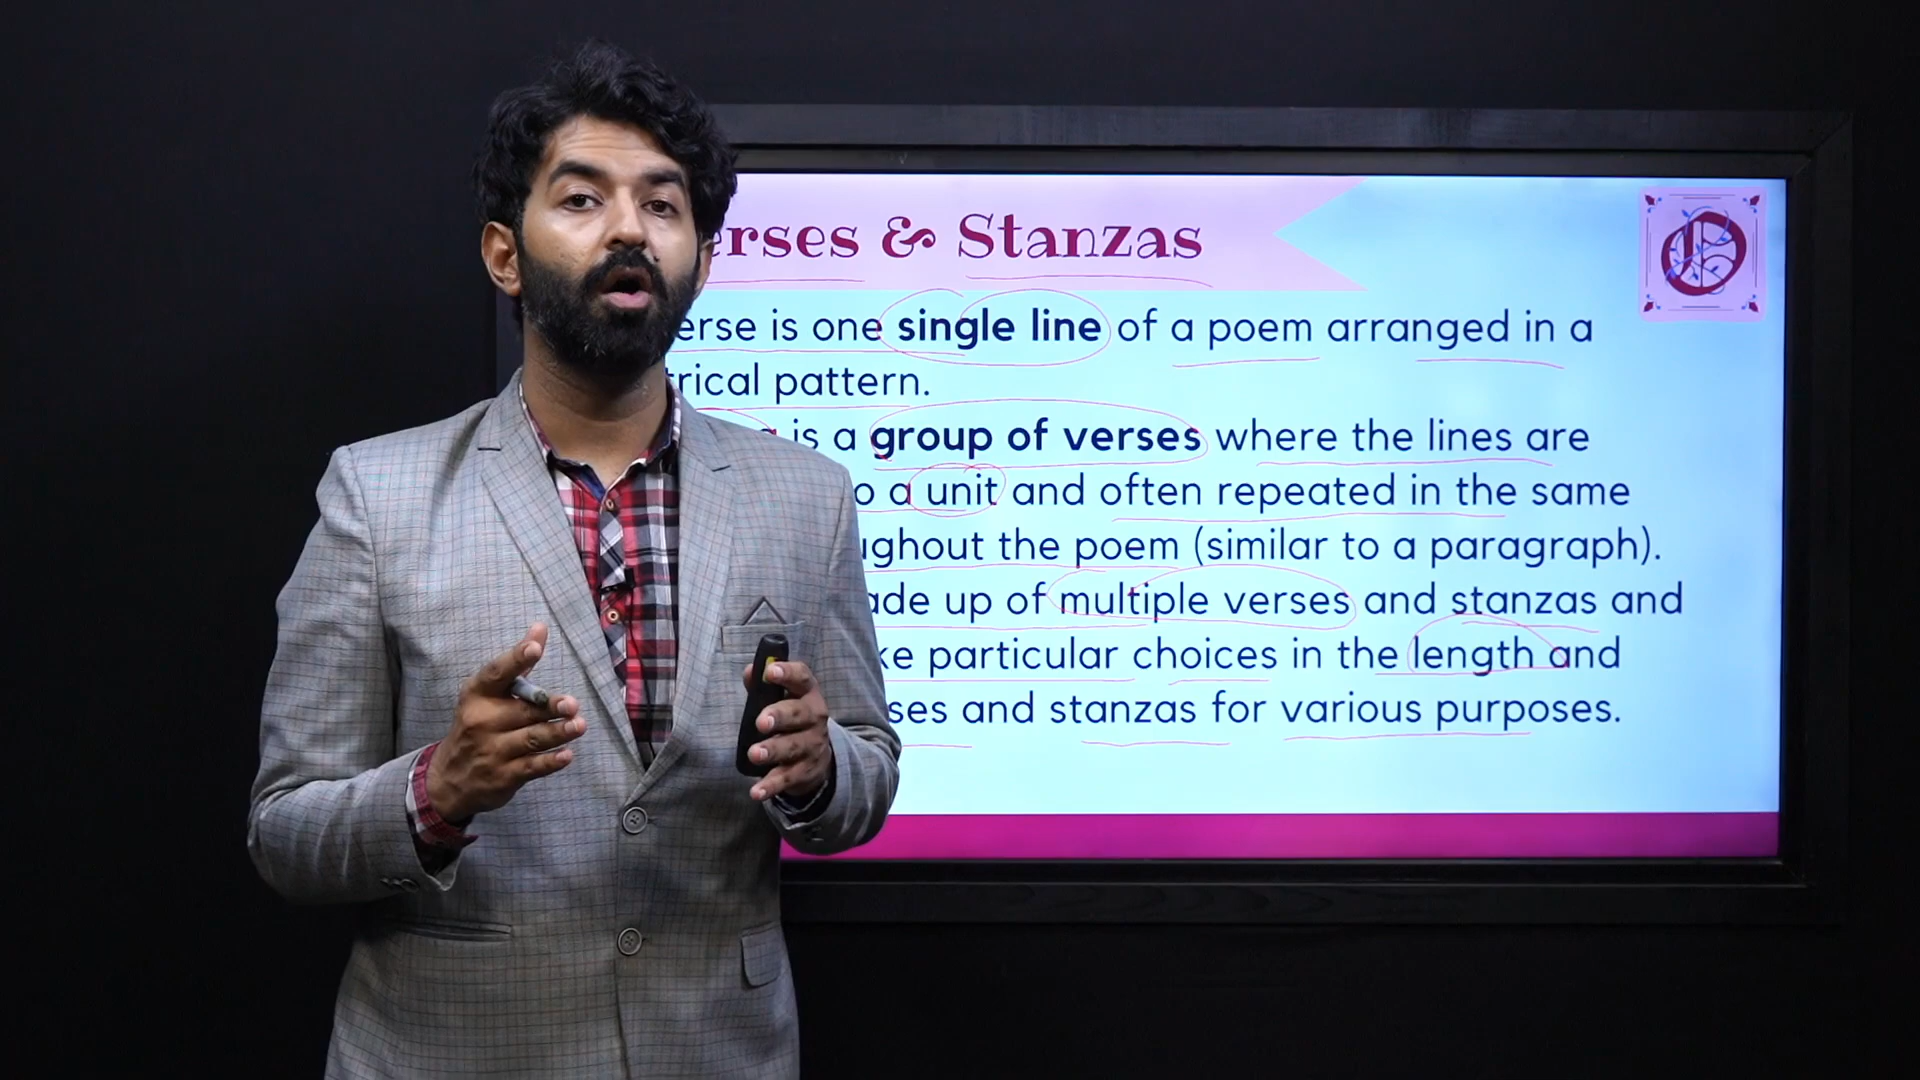 erses & Stanzas
erse is one single line of a poem arranged in a
trical pattern.
is a group of verses where the lines are
o a unit and often repeated in the same
ughout the poem (similar to a paragraph).
ade up of multiple verses and stanzas and
ke particular choices in the length and
ses and stanzas for various purposes.